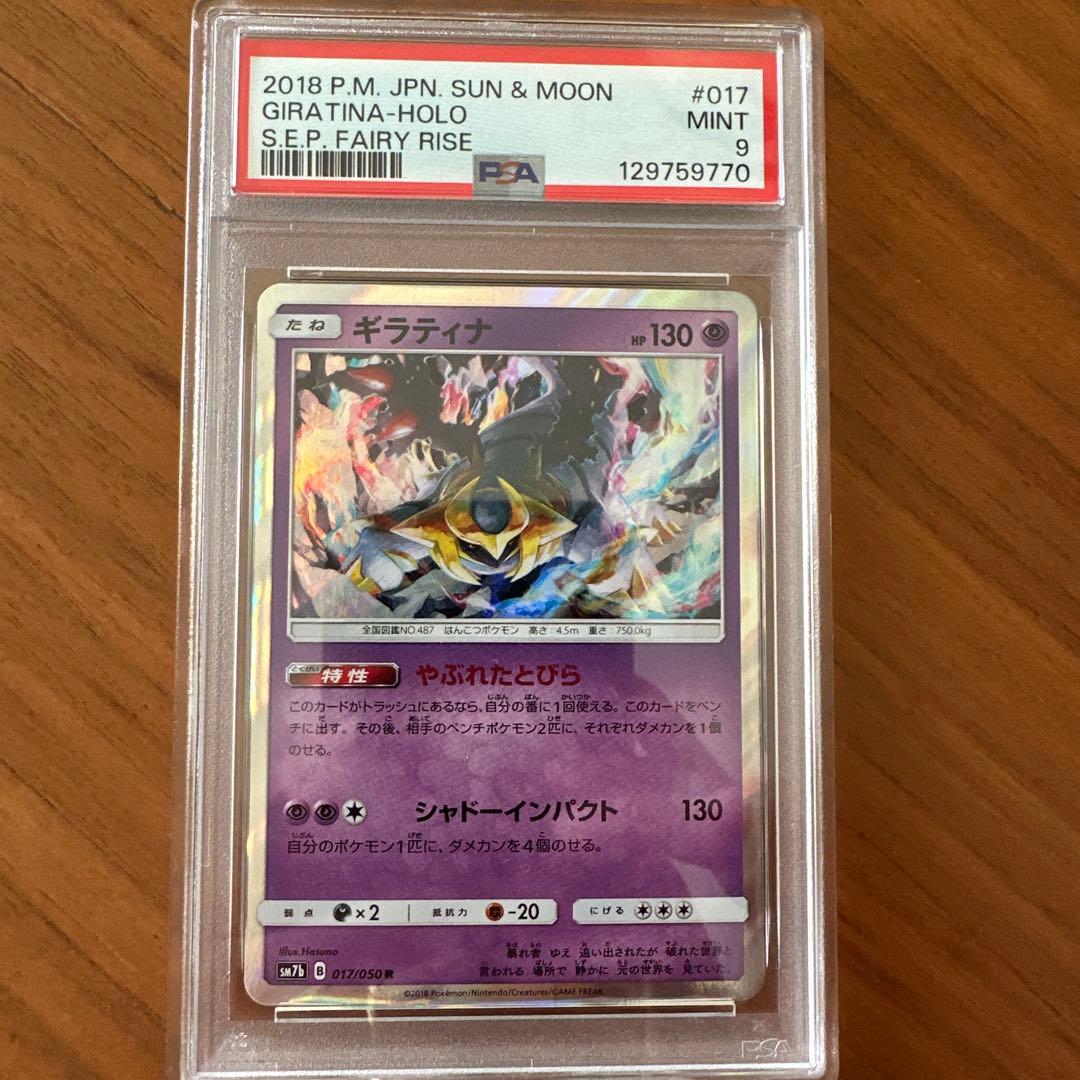 2018 P.M. JPN. SUN & MOON #017
GIRATINA-HOLO MINT
S.E.P. FAIRY RISE 9
PSA 129759770
たね ギラティナ HP 130
全国図鑑NO.487 はんこつポケモン 高さ:4.5m 重さ:750.0kg
とくせい
特性 やぶれたとびら
このカードがトラッシュにあるなら、自分の番に1回使える。このカードをベン
チに出す。その後、相手のベンチポケモン2匹に、それぞれダメカンを1個
のせる。
シャドーインパクト 130
自分のポケモン1匹に、ダメカンを4個のせる。
弱点 ×2 抵抗力 -20 にげる
Illus.Hasuno
暴れ者 ゆえ 追い出されたが 破れた世界と
言われる 場所で 静かに 元の世界を 見ていた。
SM7b B 017/050 R
©2018 Pokémon/Nintendo/Creatures/GAME FREAK
PSA